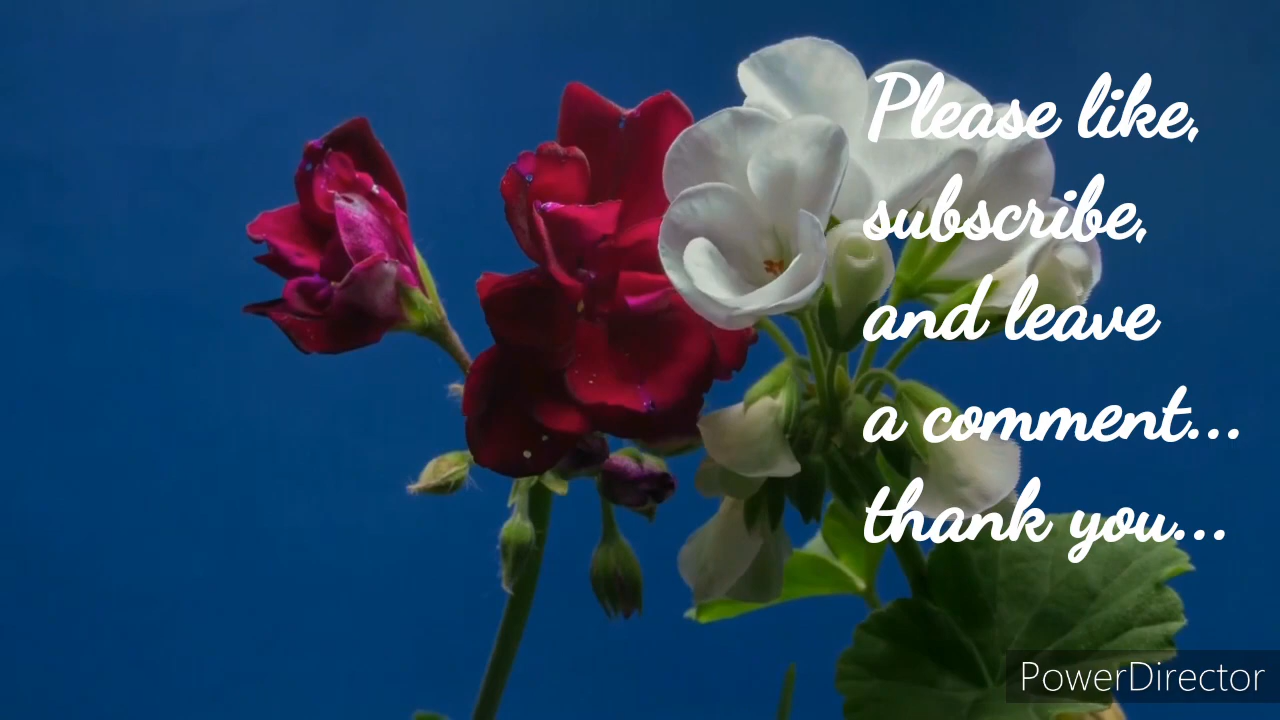 Please like,
subscribe,
and leave
a comment...
thank you...
PowerDirector